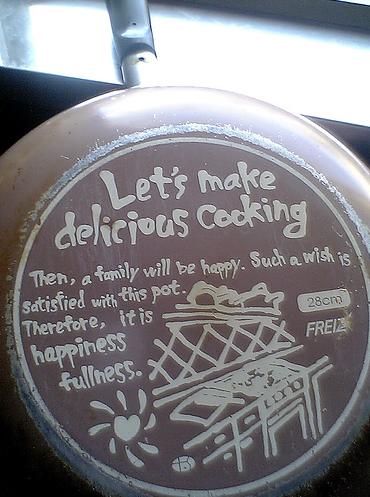 Let's make
delicious cooking
Then, a family will be happy. Such a wish is
satisfied with this pot.
Therefore, it is
happiness
fullness.
28cm
FREIZ